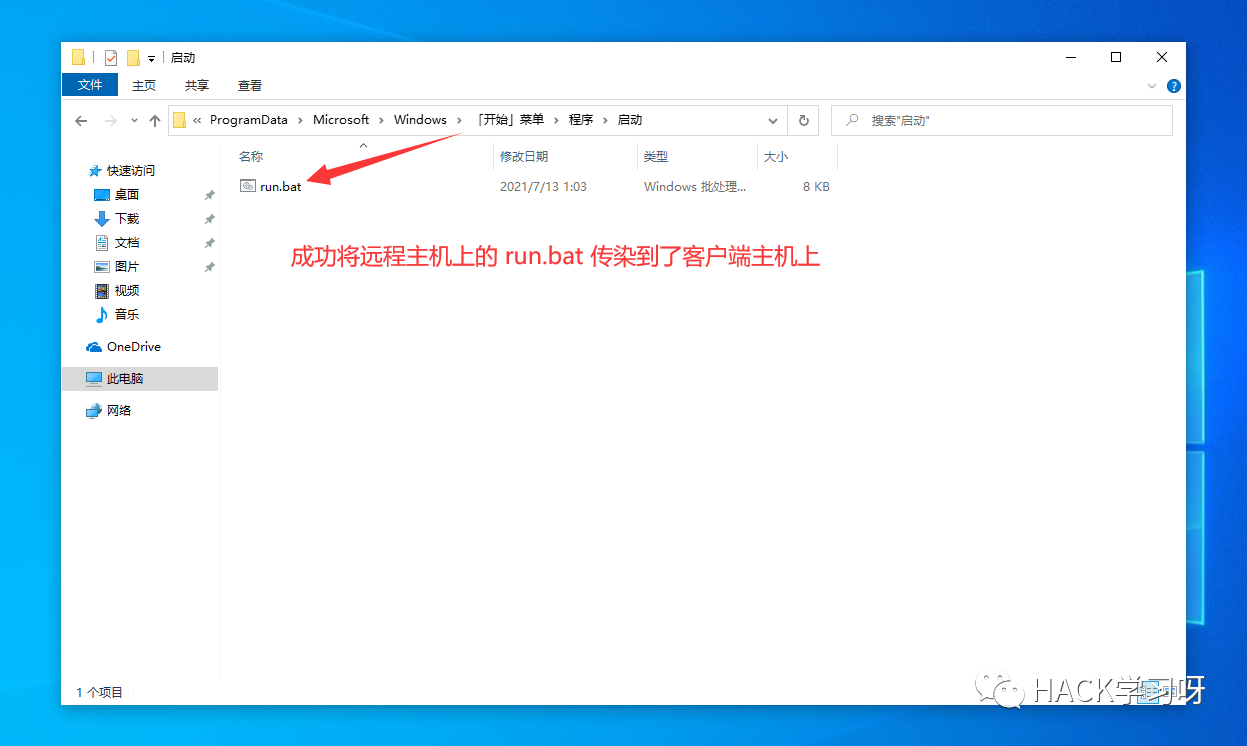 启动
文件 主页 共享 查看
« ProgramData › Microsoft › Windows › 「开始」菜单 › 程序 › 启动
搜索"启动"
名称 修改日期 类型 大小
run.bat 2021/7/13 1:03 Windows 批处理... 8 KB
快速访问
桌面
下载
文档
图片
视频
音乐
OneDrive
此电脑
网络
成功将远程主机上的 run.bat 传染到了客户端主机上
1 个项目
HACK学习呀